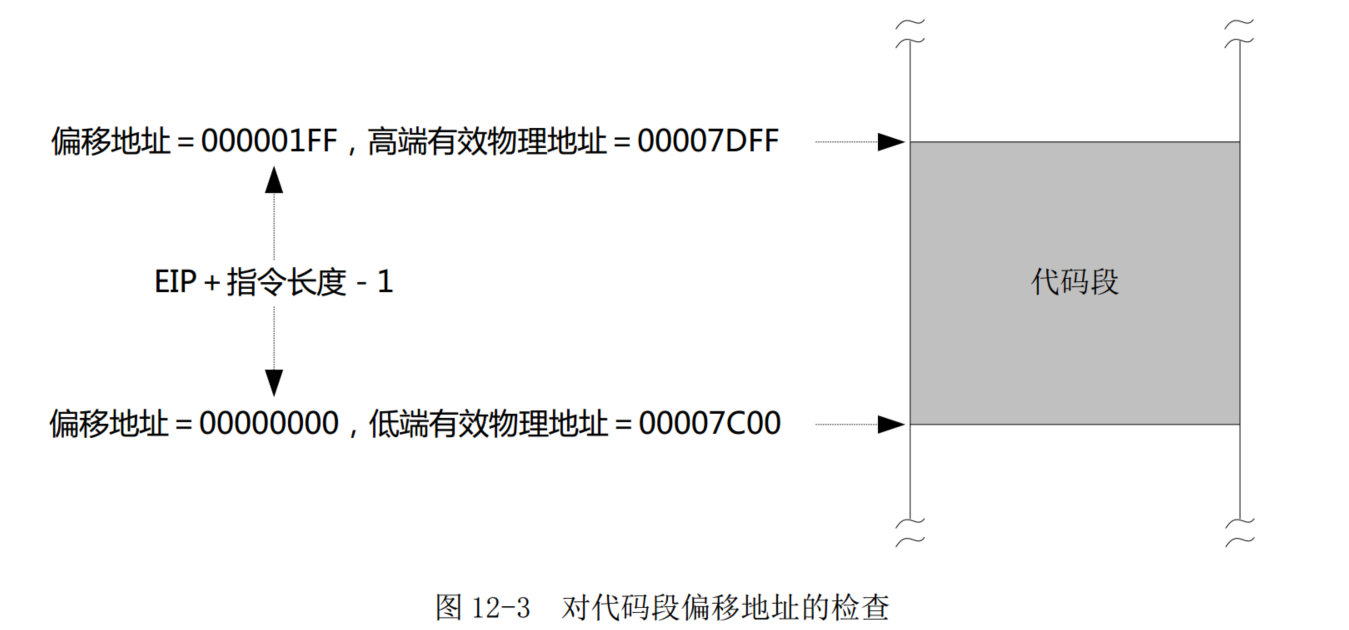 偏移地址＝000001FF，高端有效物理地址＝00007DFF
EIP＋指令长度－1
代码段
偏移地址＝00000000，低端有效物理地址＝00007C00
图 12-3 对代码段偏移地址的检查